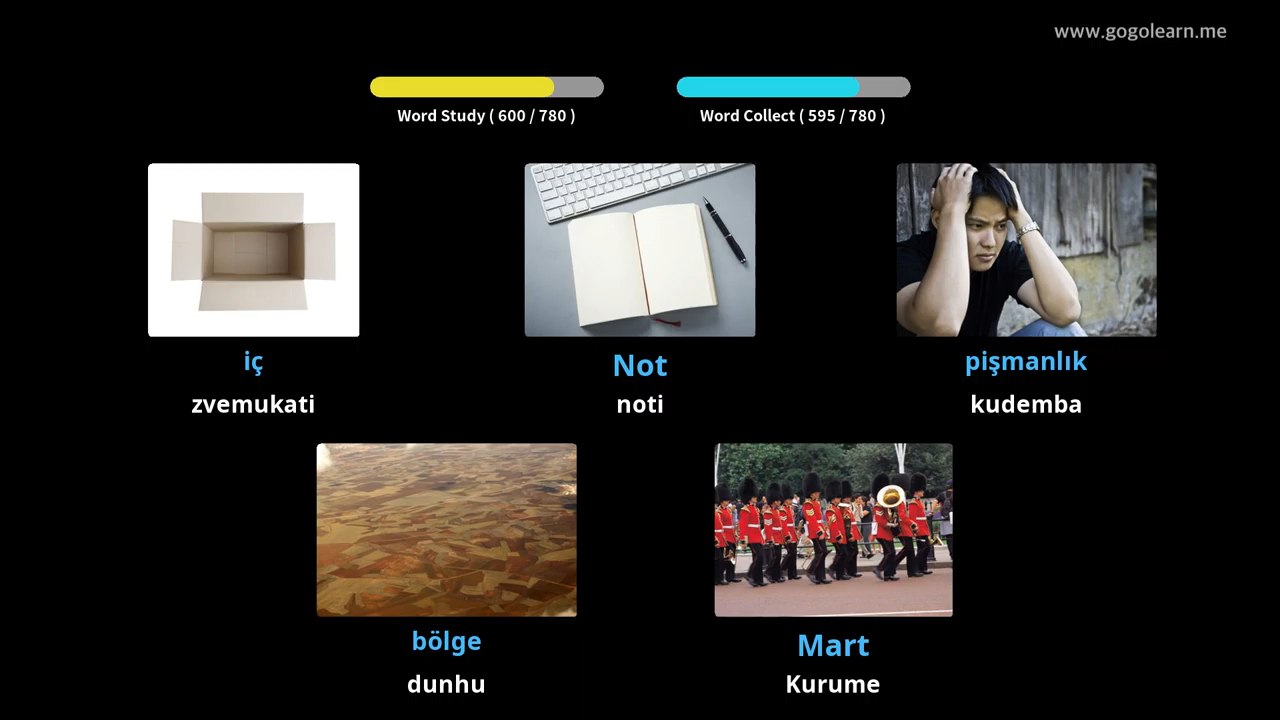 www.gogolearn.me
Word Study ( 600 / 780 )
Word Collect ( 595 / 780 )
iç
zvemukati
Not
noti
pişmanlık
kudemba
bölge
dunhu
Mart
Kurume